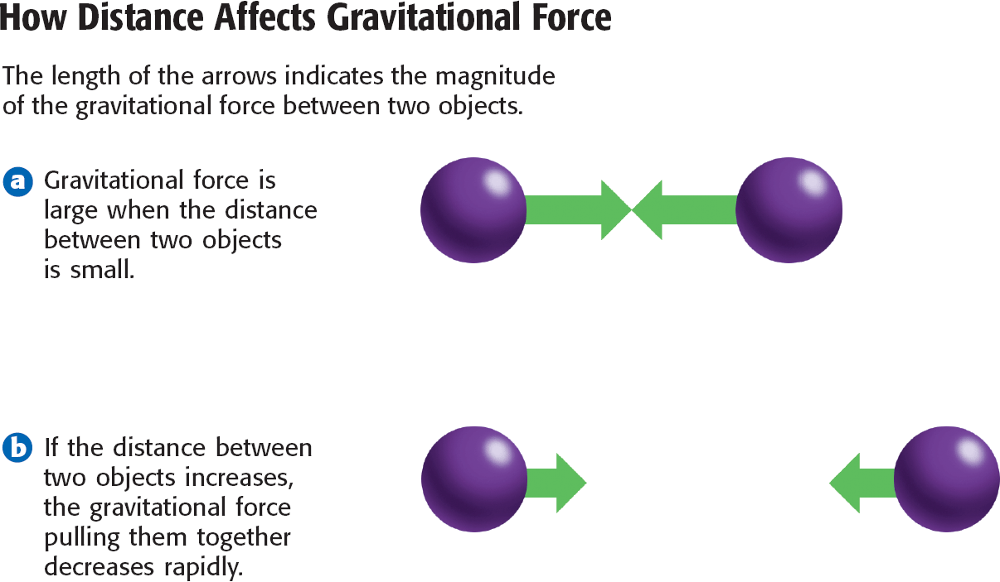 How Distance Affects Gravitational Force
The length of the arrows indicates the magnitude
of the gravitational force between two objects.
a Gravitational force is
large when the distance
between two objects
is small.
b If the distance between
two objects increases,
the gravitational force
pulling them together
decreases rapidly.